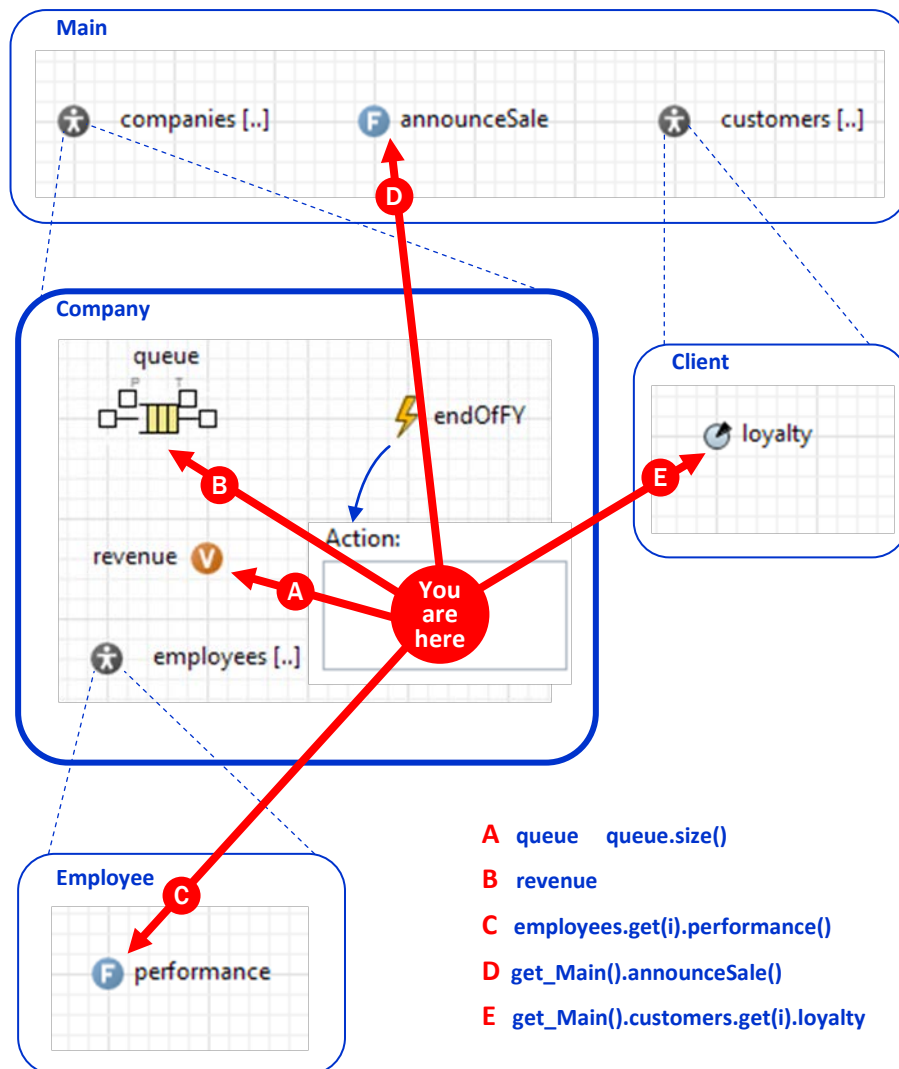 Main
companies [..]
F announceSale
customers [..]
D
Company
queue
P T
endOfFY
Client
loyalty
B
E
Action:
revenue V
A
You
are
here
employees [..]
C
Employee
F performance
A queue queue.size()
B revenue
C employees.get(i).performance()
D get_Main().announceSale()
E get_Main().customers.get(i).loyalty